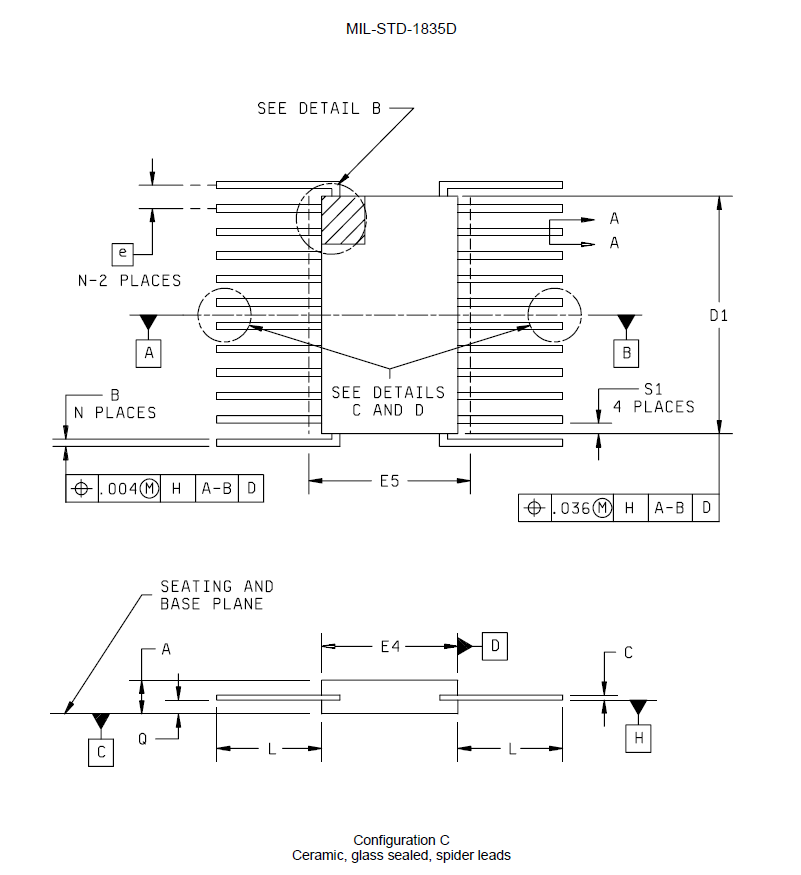 MIL-STD-1835D
SEE DETAIL B
e
N-2 PLACES
A
A
A
B
D1
B
N PLACES
SEE DETAILS
C AND D
S1
4 PLACES
E5
⌖ .004 Ⓜ H A-B D
⌖ .036 Ⓜ H A-B D
SEATING AND
BASE PLANE
A
E4
D
C
Q
C
H
L
L
Configuration C
Ceramic, glass sealed, spider leads